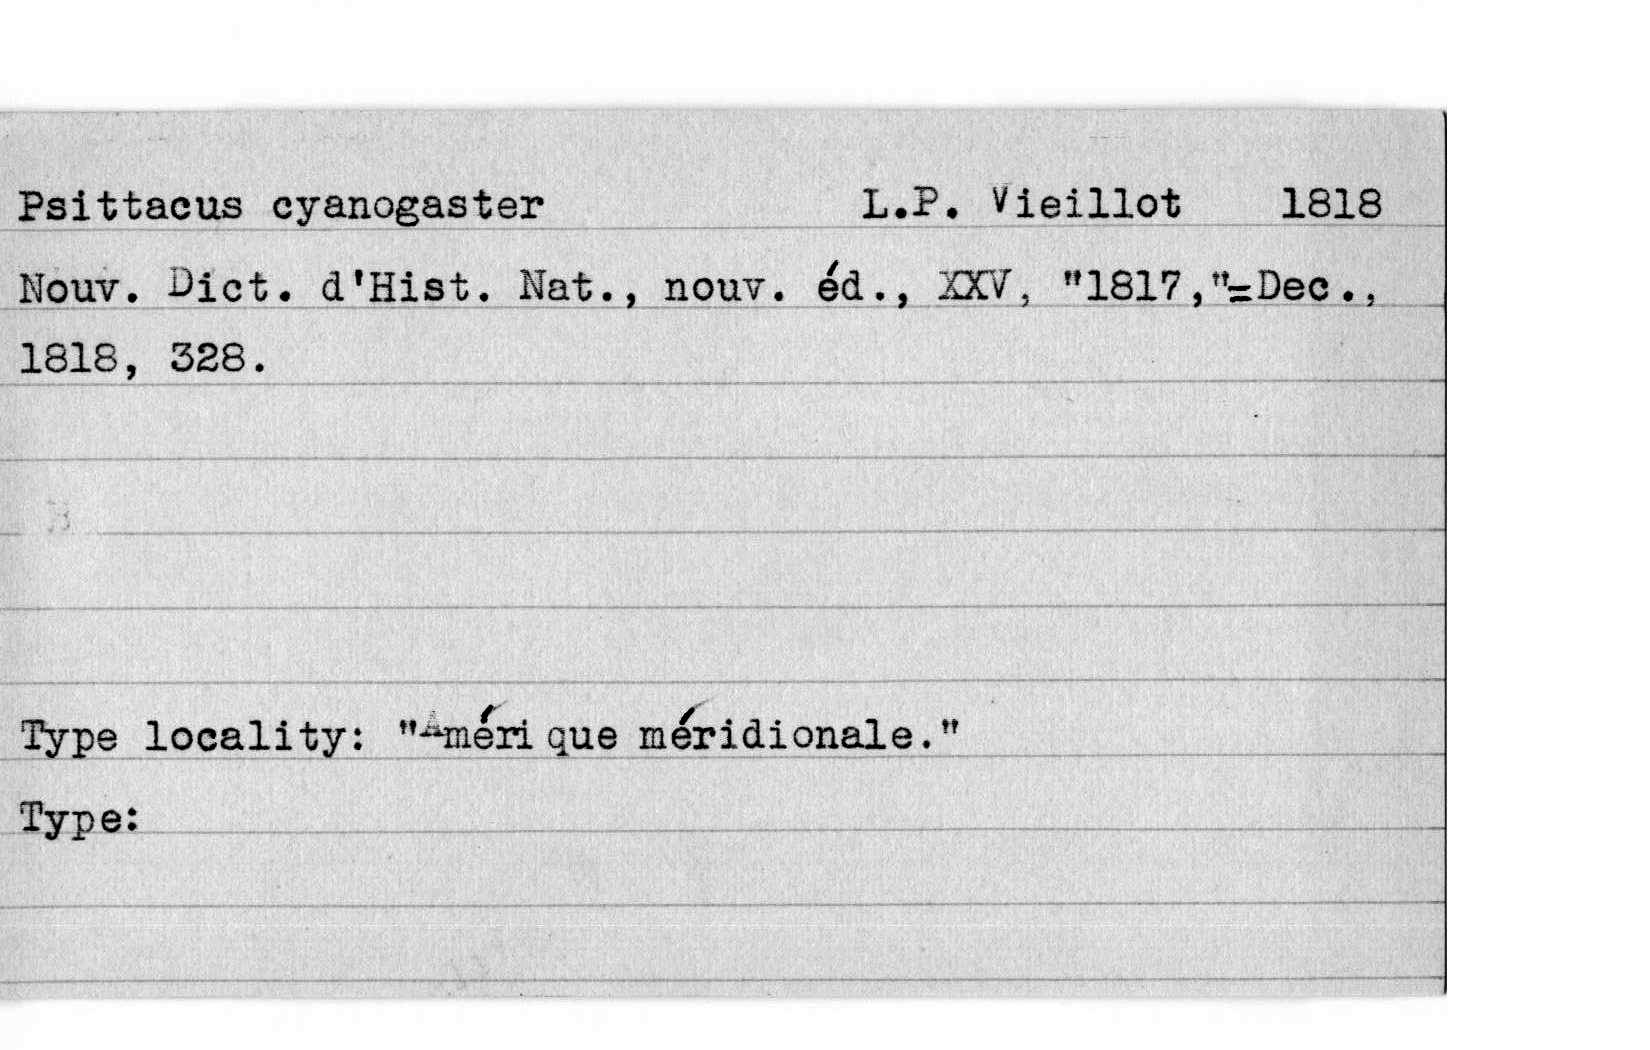 Psittacus cyanogaster L.P. Vieillot 1818
Nouv. Dict. d'Hist. Nat., nouv. éd., XXV, "1817,"=Dec.,
1818, 328.
Type locality: "Amérique méridionale."
Type: